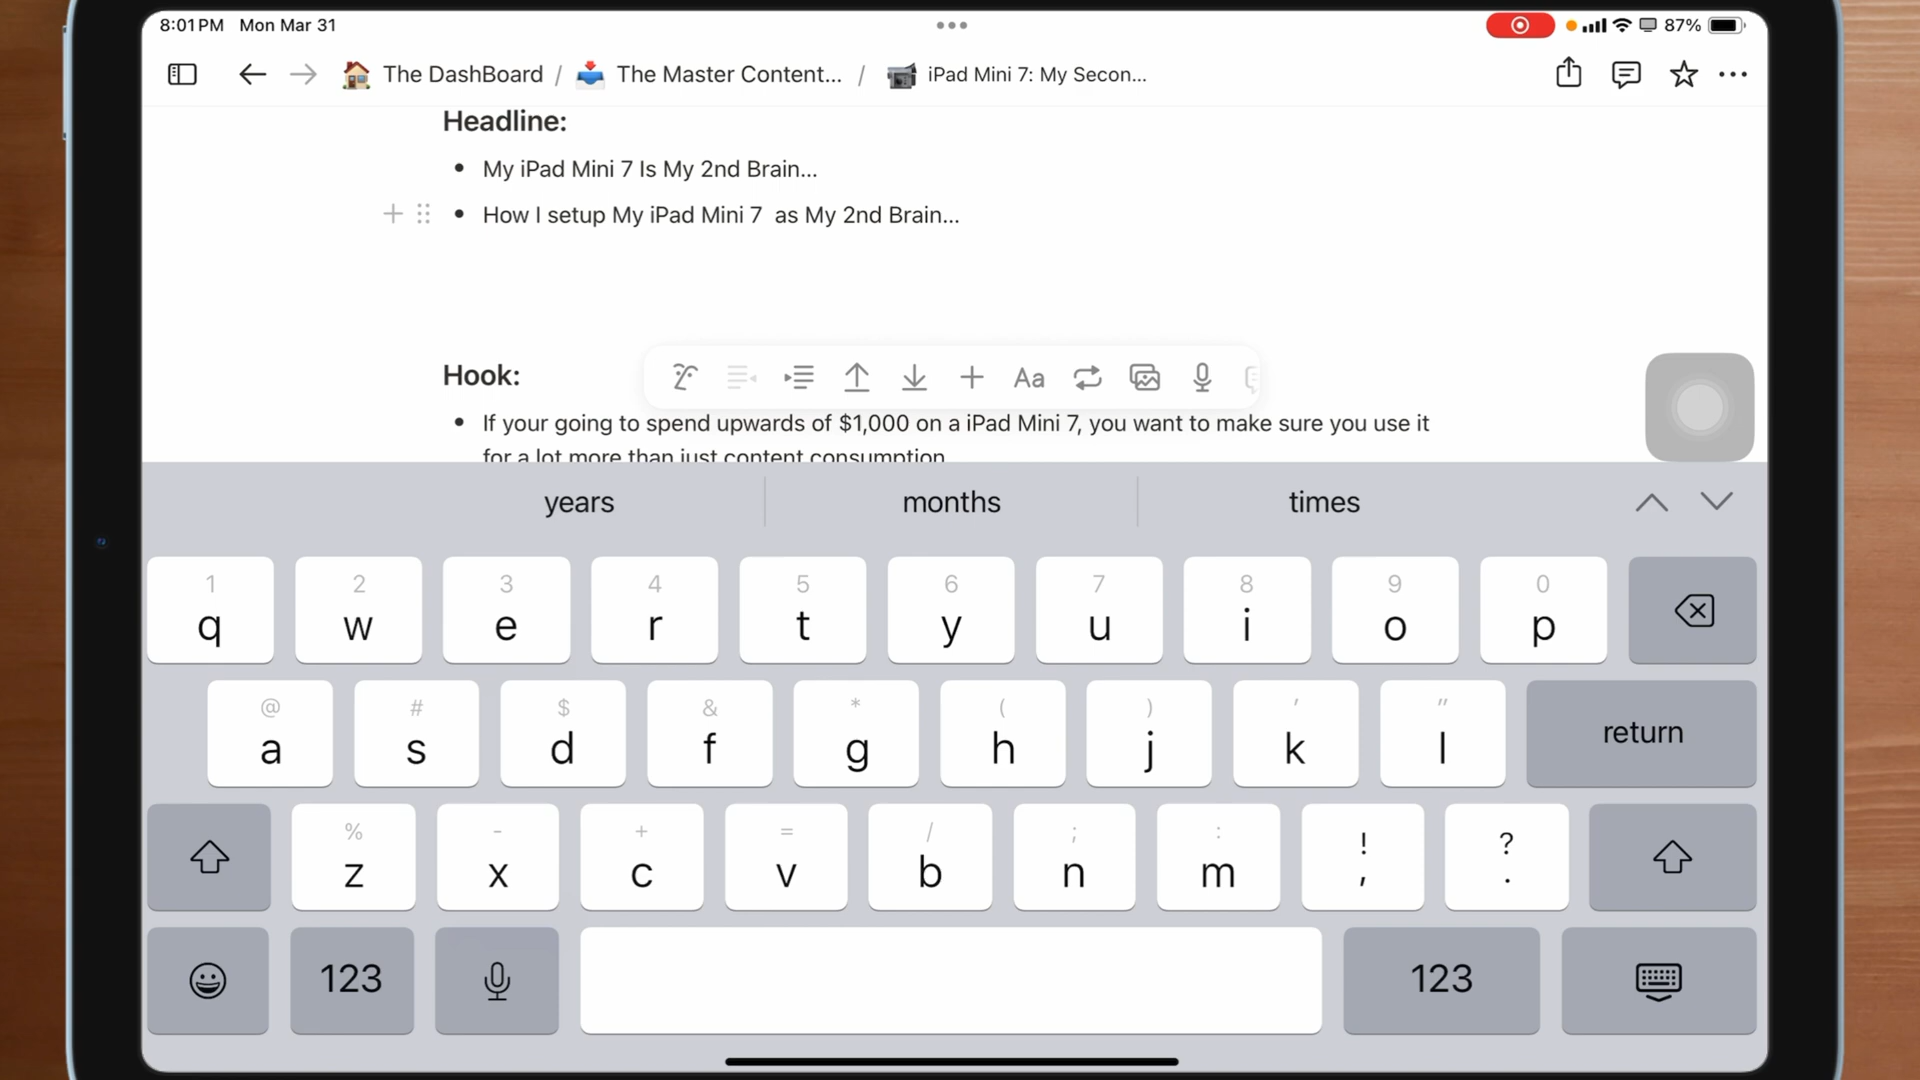 8:01 PM Mon Mar 31
87%
The DashBoard / The Master Content... / iPad Mini 7: My Secon...
Headline:
• My iPad Mini 7 Is My 2nd Brain...
• How I setup My iPad Mini 7  as My 2nd Brain...
Hook:
Aa
• If your going to spend upwards of $1,000 on a iPad Mini 7, you want to make sure you use it
for a lot more than just content consumption
years months times
1 2 3 4 5 6 7 8 9 0
q w e r t y u i o p
@ # $ & * ( ) ' "
a s d f g h j k l return
% - + = / ; : ! ?
z x c v b n m , .
123 123